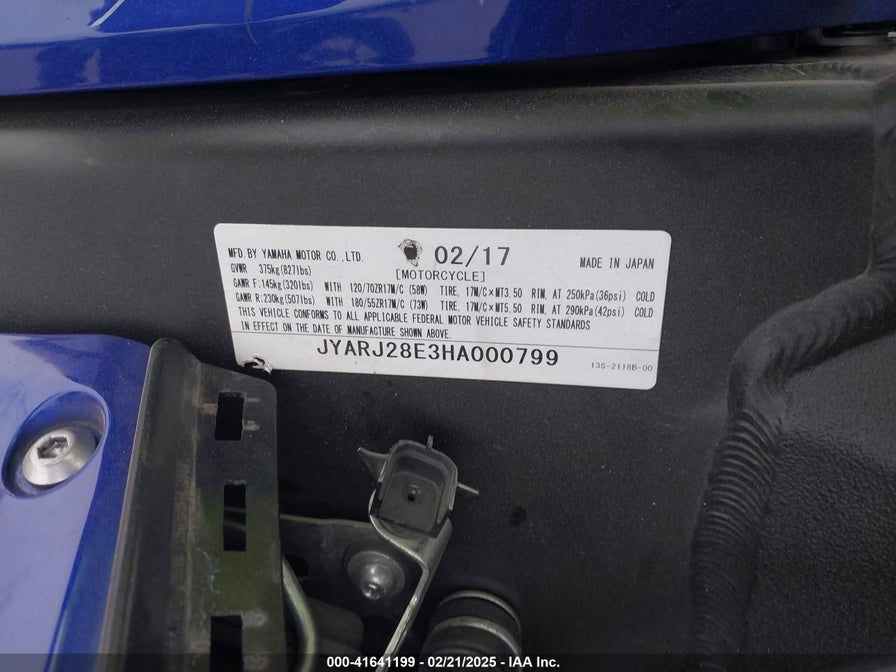 MFD. BY YAMAHA MOTOR CO., LTD. 02/17 MADE IN JAPAN
GVWR 375kg(827lbs) [MOTORCYCLE]
GAWR F:145kg(320lbs) WITH 120/70ZR17M/C (58W) TIRE, 17M/C×MT3.50 RIM, AT 250kPa(36psi) COLD
GAWR R:230kg(507lbs) WITH 180/55ZR17M/C (73W) TIRE, 17M/C×MT5.50 RIM, AT 290kPa(42psi) COLD
THIS VEHICLE CONFORMS TO ALL APPLICABLE FEDERAL MOTOR VEHICLE SAFETY STANDARDS
IN EFFECT ON THE DATE OF MANUFACTURE SHOWN ABOVE.
JYARJ28E3HA000799
13S-2118B-00
000-41641199 - 02/21/2025 - IAA Inc.